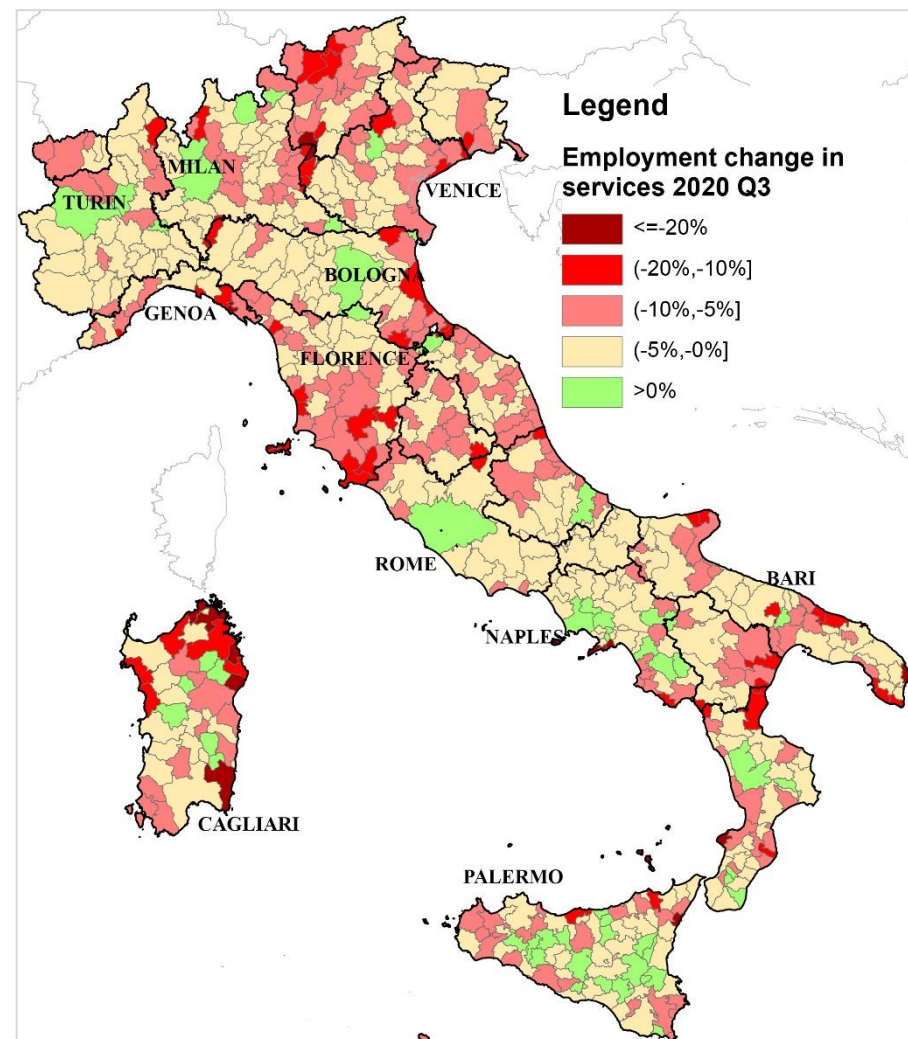 Legend
Employment change in
services 2020 Q3
<=-20%
(-20%,-10%]
(-10%,-5%]
(-5%,-0%]
>0%
MILAN
TURIN
VENICE
BOLOGNA
GENOA
FLORENCE
ROME
BARI
NAPLES
CAGLIARI
PALERMO